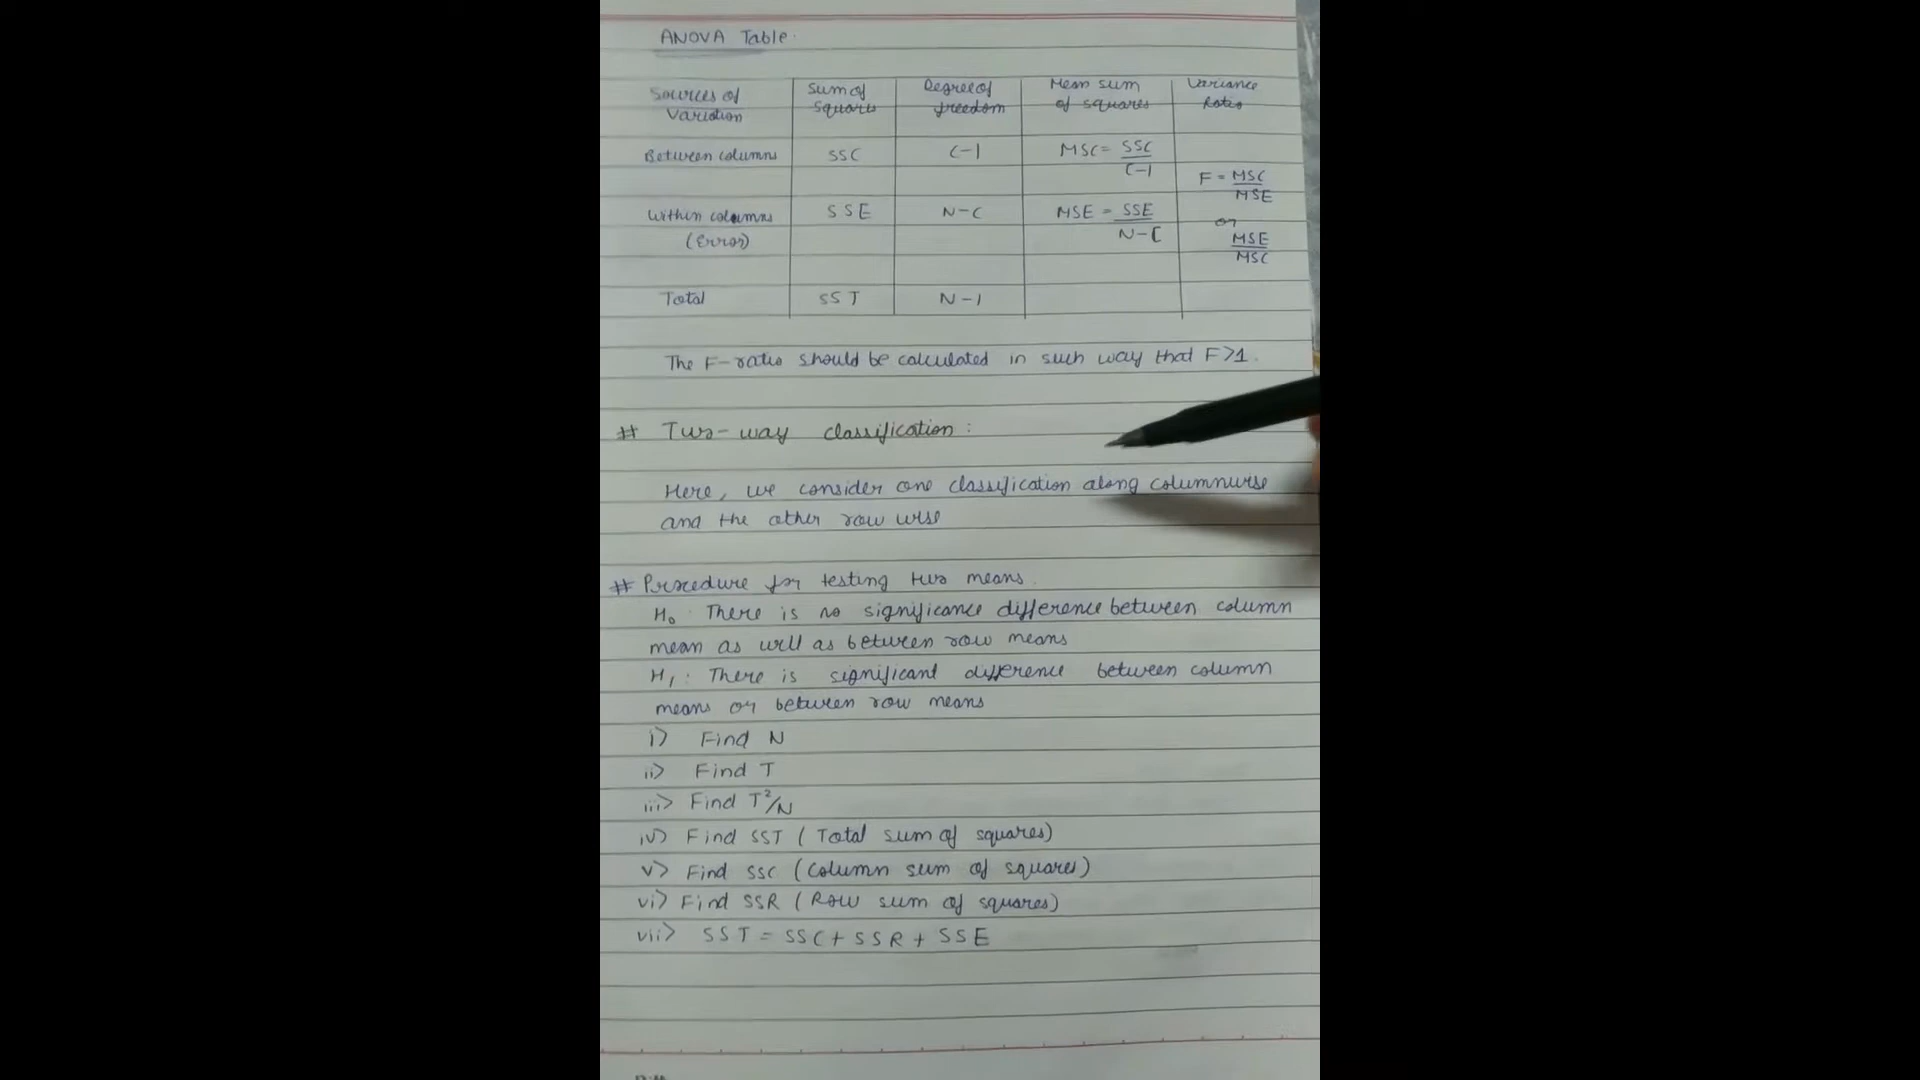 ANOVA Table.
Sources of Variation | Sum of squares | Degree of freedom | Mean sum of squares | Variance Ratio
Between columns | SSC | C-1 | MSC = SSC/C-1 | F = MSC/MSE
or
Within columns (Error) | SSE | N-C | MSE = SSE/N-C | MSE/MSC
Total | SST | N-1
The F-ratio should be calculated in such way that F>1.
# Two-way classification:
Here, we consider one classification along columnwise
and the other row wise
# Procedure for testing two means.
H₀: There is no significance difference between column
mean as well as between row means
H₁: There is significant difference between column
means or between row means
i> Find N
ii> Find T
iii> Find T²/N
iv> Find SST (Total sum of squares)
v> Find SSC (Column sum of squares)
vi> Find SSR (Row sum of squares)
vii> SST = SSC + SSR + SSE